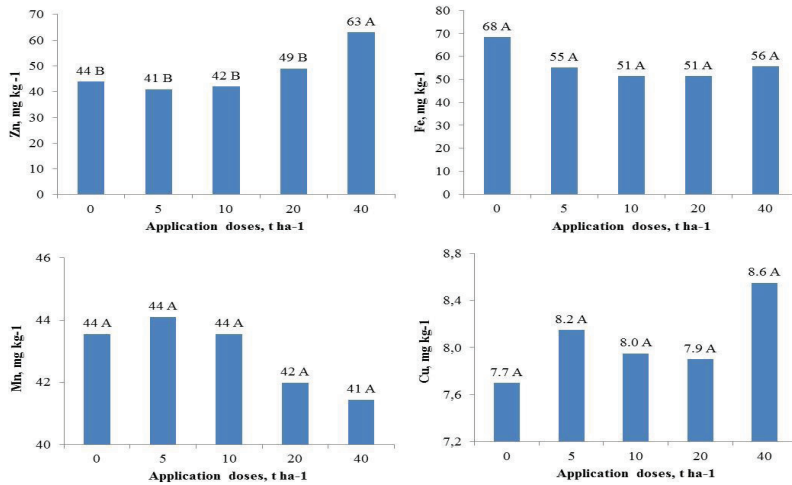 Zn, mg kg -1
70
60
50
40
30
20
10
0
44 B
41 B
42 B
49 B
63 A
0 5 10 20 40
Application doses, t ha-1
Fe, mg kg-1
80
70
60
50
40
30
20
10
0
68 A
55 A
51 A
51 A
56 A
0 5 10 20 40
Application doses, t ha-1
Mn, mg kg-1
46
44
42
40
44 A
44 A
44 A
42 A
41 A
0 5 10 20 40
Application doses, t ha-1
Cu, mg kg-1
8,8
8,4
8,0
7,6
7,2
7.7 A
8.2 A
8.0 A
7.9 A
8.6 A
0 5 10 20 40
Application doses, t ha-1